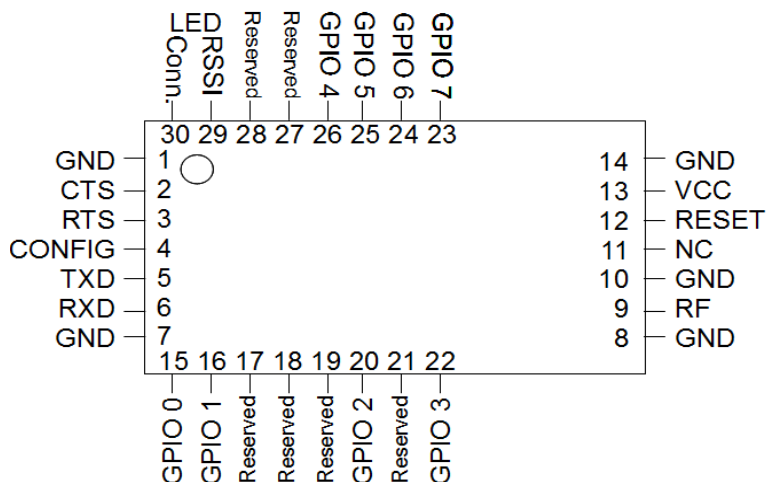 LED
Conn.
RSSI
Reserved
Reserved
GPIO 4
GPIO 5
GPIO 6
GPIO 7
30 29 28 27 26 25 24 23
GND 1
CTS 2
RTS 3
CONFIG 4
TXD 5
RXD 6
GND 7
14 GND
13 VCC
12 RESET
11 NC
10 GND
9 RF
8 GND
15 16 17 18 19 20 21 22
GPIO 0
GPIO 1
Reserved
Reserved
Reserved
GPIO 2
Reserved
GPIO 3